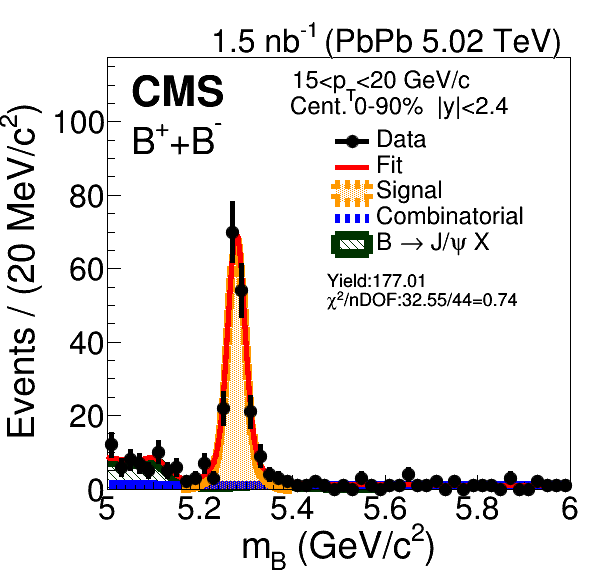 1.5 nb⁻¹ (PbPb 5.02 TeV)
CMS
15<p_T<20 GeV/c
Cent. 0-90% |y|<2.4
B⁺+B⁻
Data
Fit
Signal
Combinatorial
B → J/ψ X
Yield:177.01
χ²/nDOF:32.55/44=0.74
Events / (20 MeV/c²)
100
80
60
40
20
0
5 5.2 5.4 5.6 5.8 6
m_B (GeV/c²)